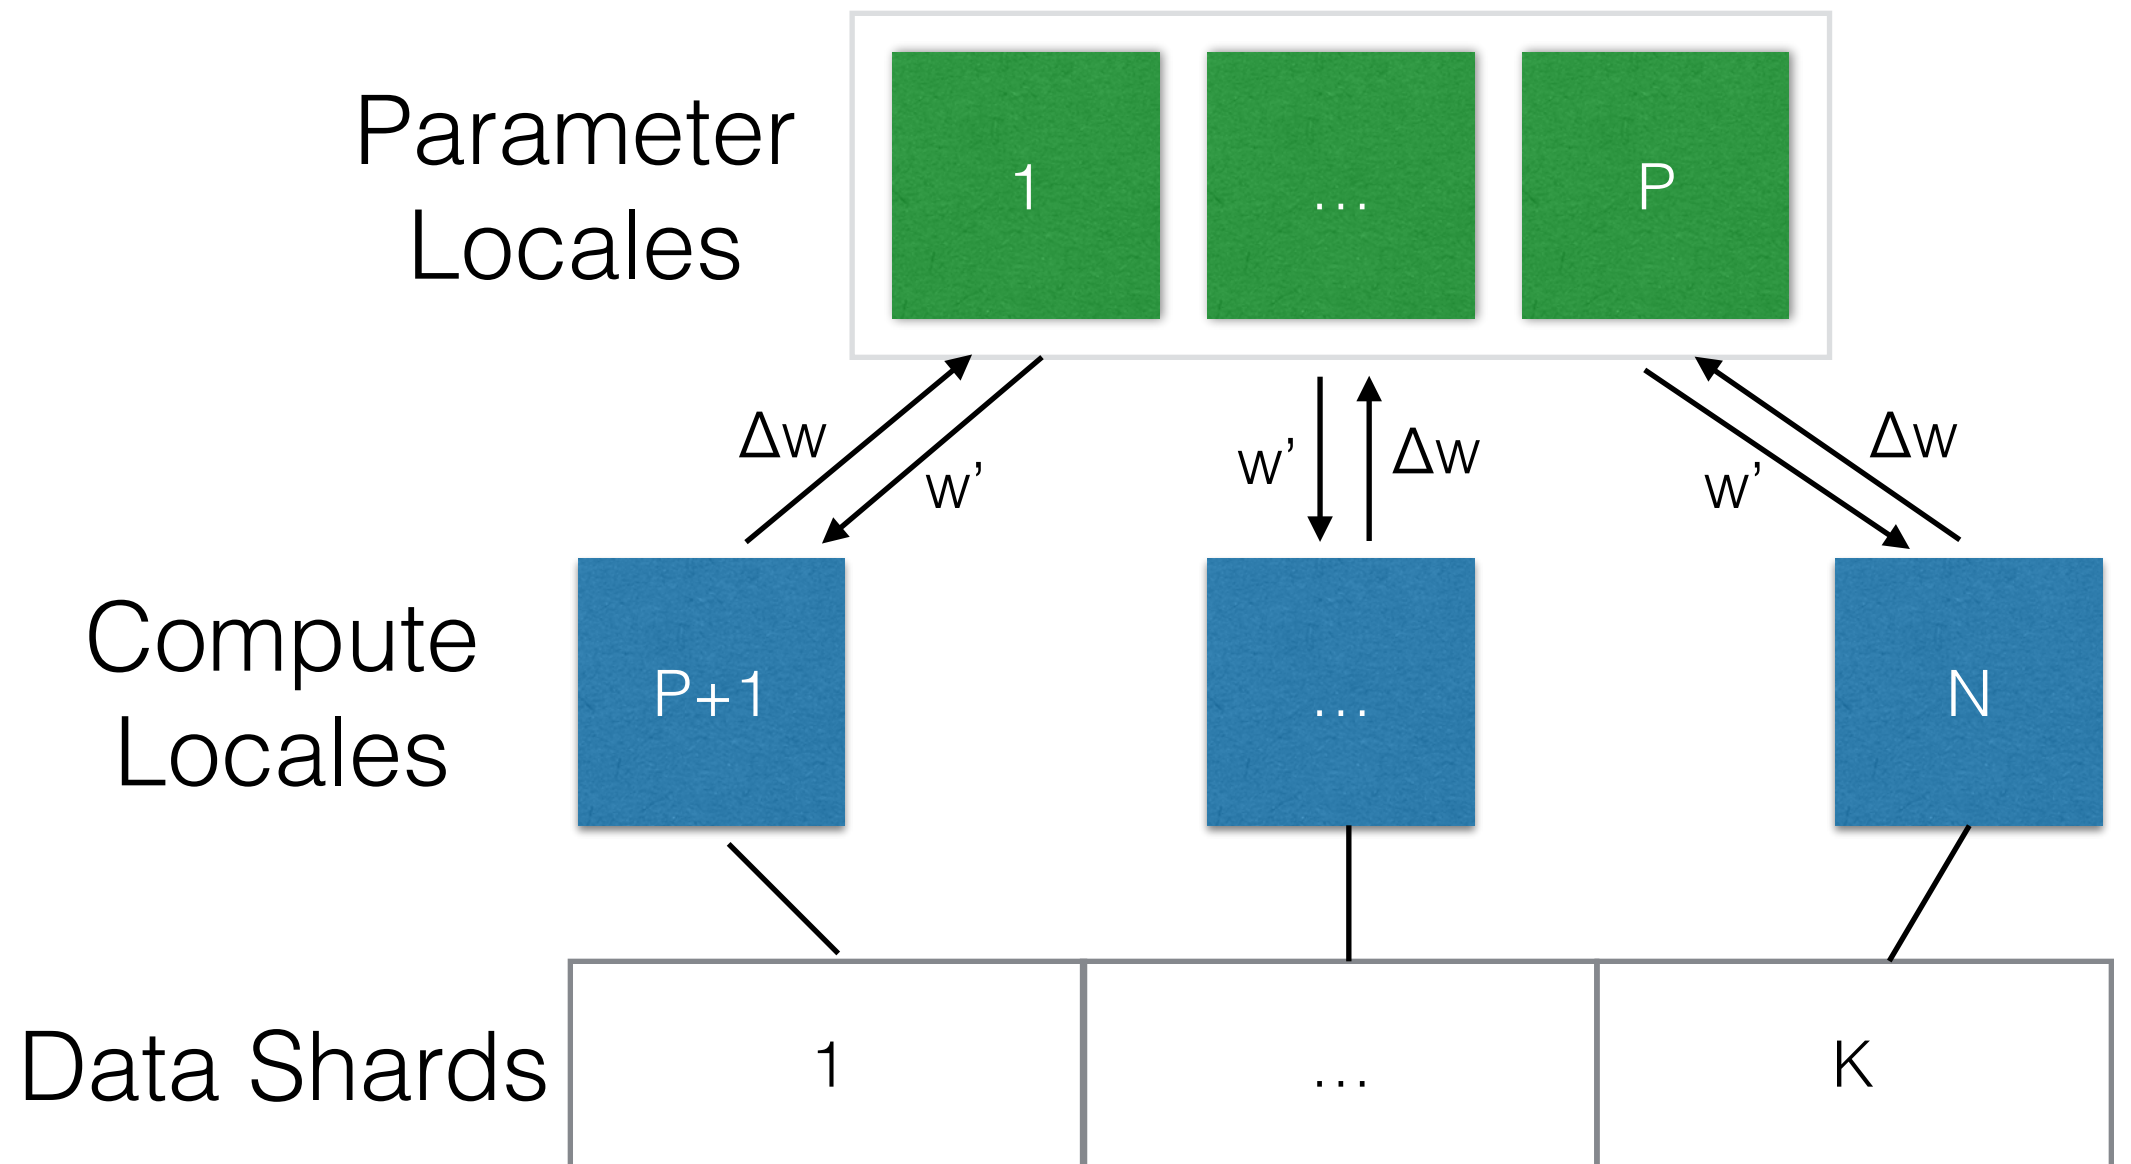 Parameter
Locales
1
...
P
Δw
w’
w’
Δw
w’
Δw
Compute
Locales
P+1
...
N
Data Shards
1
...
K